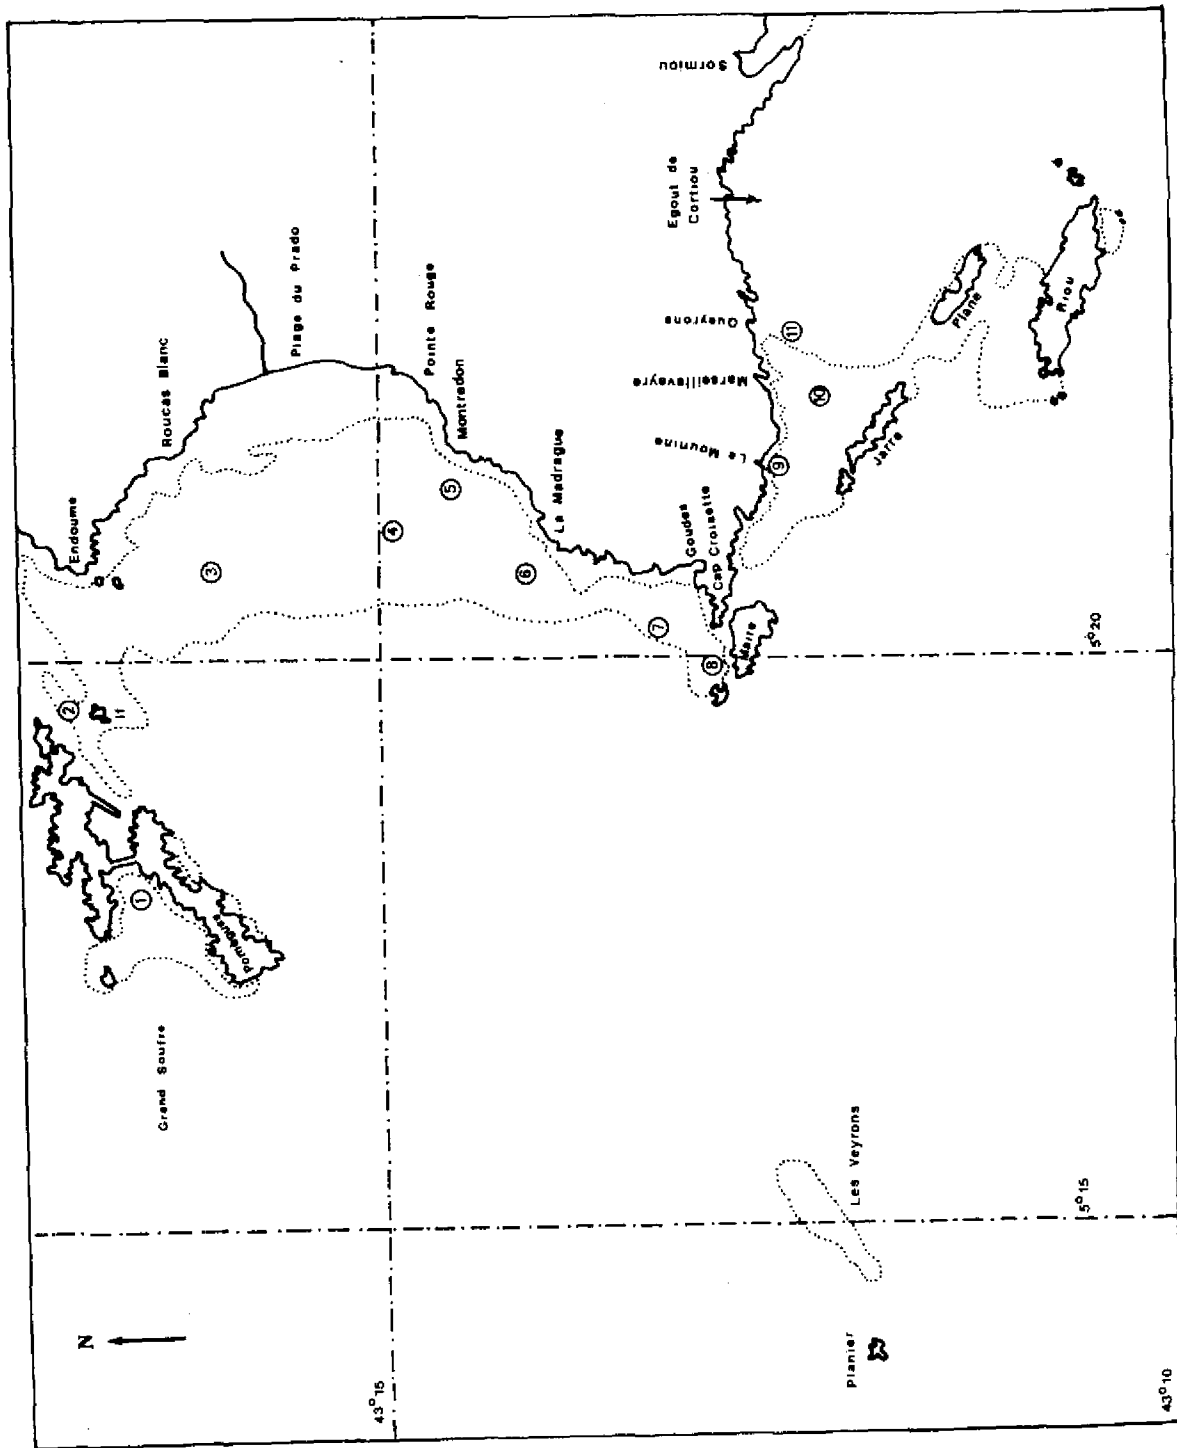 N
43° 15
43° 10
5° 15
5° 20
Planier
Les Veyrons
Grand Soufre
Pomègues
If
Endoume
Roucas Blanc
Plage du Prado
Pointe Rouge
Montredon
La Madrague
Goudes
Cap Croisette
Maire
La Mounine
Marseilleveyre
Queyrons
Egout de
Cortiou
Sormiou
Jarre
Plane
Riou
1
2
3
4
5
6
7
8
9
10
11